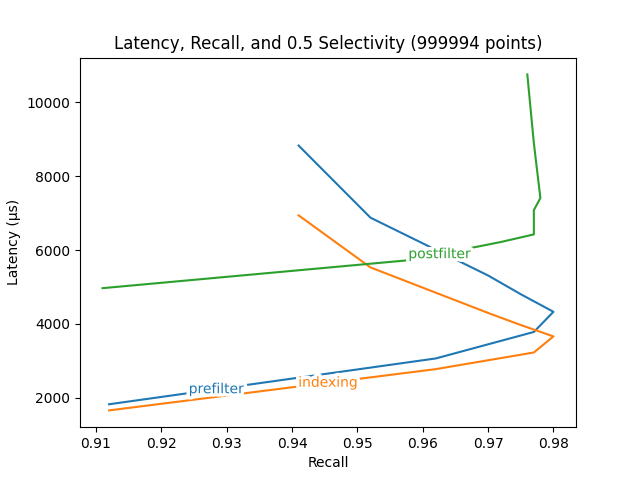 Latency, Recall, and 0.5 Selectivity (999994 points)
10000
8000
6000
4000
2000
Latency (μs)
postfilter
prefilter
indexing
0.91 0.92 0.93 0.94 0.95 0.96 0.97 0.98
Recall